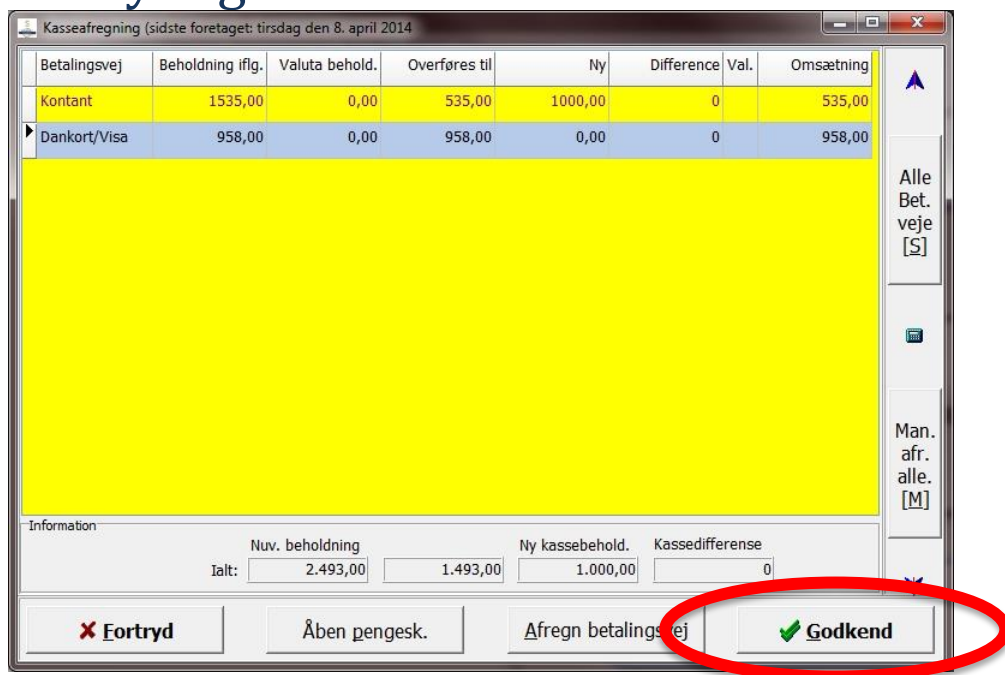 Kasseafregning (sidste foretaget: tirsdag den 8. april 2014
Betalingsvej Beholdning iflg. Valuta behold. Overføres til Ny Difference Val. Omsætning
Kontant 1535,00 0,00 535,00 1000,00 0 535,00
Dankort/Visa 958,00 0,00 958,00 0,00 0 958,00
Alle
Bet.
veje
[S]
Man.
afr.
alle.
[M]
Information
Nuv. beholdning Ny kassebehold. Kassedifferense
Ialt: 2.493,00 1.493,00 1.000,00 0
Fortryd Åben pengesk. Afregn betalingsvej Godkend